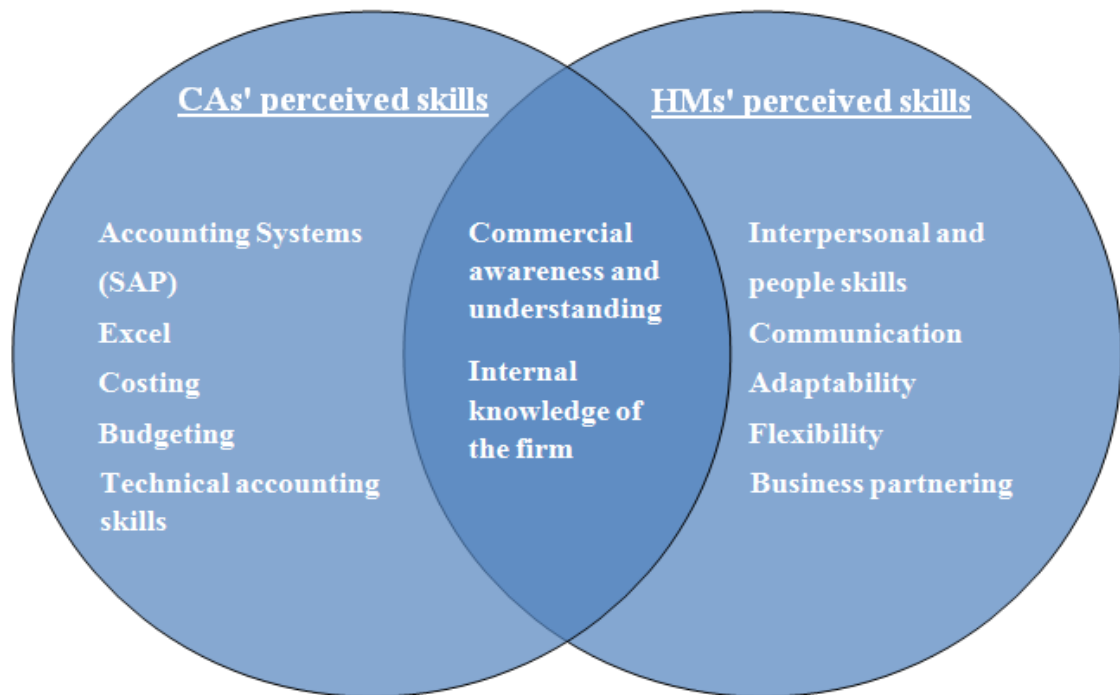 CAs' perceived skills
Accounting Systems
(SAP)
Excel
Costing
Budgeting
Technical accounting
skills
Commercial
awareness and
understanding
Internal
knowledge of
the firm
HMs' perceived skills
Interpersonal and
people skills
Communication
Adaptability
Flexibility
Business partnering